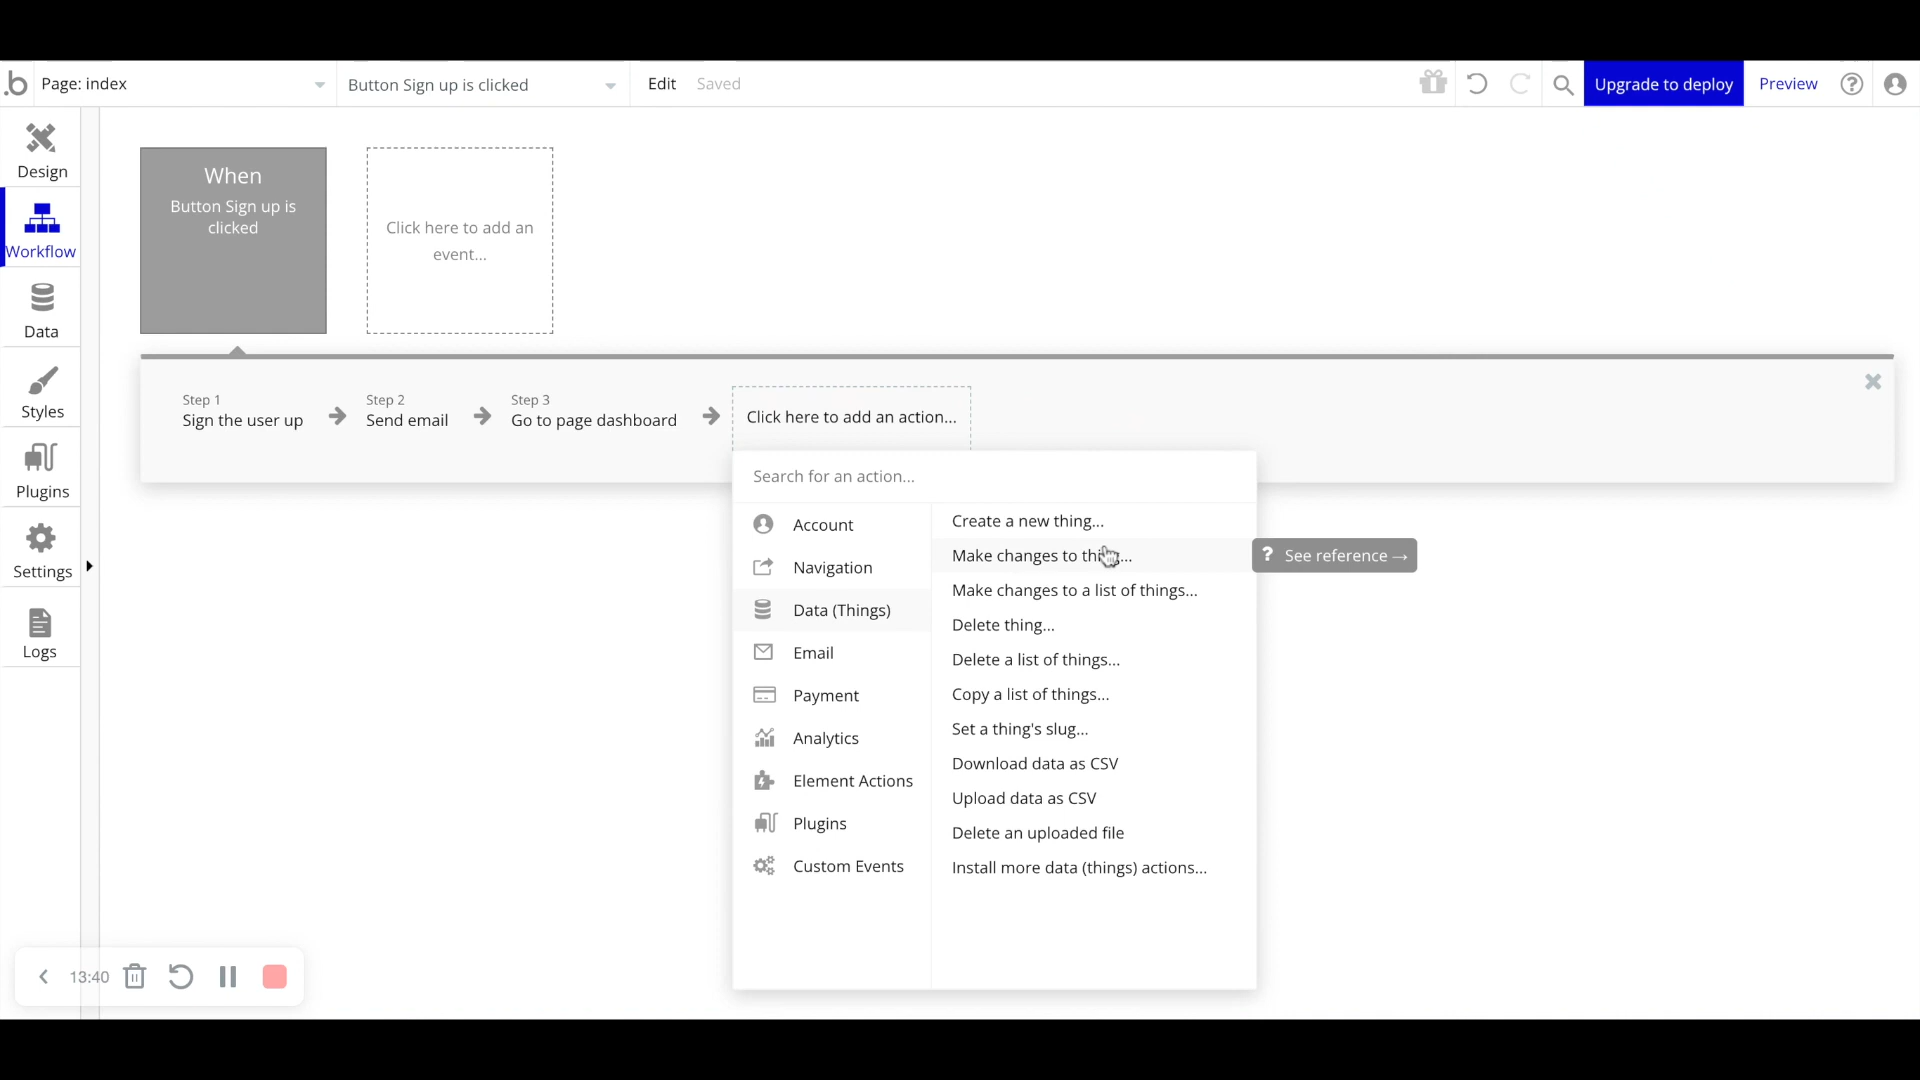 .b
Page: index
Button Sign up is clicked
Edit
Saved
Upgrade to deploy
Preview
?
Design
Workflow
Data
Styles
Plugins
Settings
Logs
When
Button Sign up is
clicked
Click here to add an
event...
Step 1
Sign the user up
Step 2
Send email
Step 3
Go to page dashboard
Click here to add an action...
Search for an action...
Account
Navigation
Data (Things)
Email
Payment
Analytics
Element Actions
Plugins
Custom Events
Create a new thing...
Make changes to
Make changes to a list of things...
Delete thing...
Delete a list of things...
Copy a list of things...
Set a thing's slug...
Download data as CSV
Upload data as CSV
Delete an uploaded file
Install more data (things) actions...
? See reference →
13:40